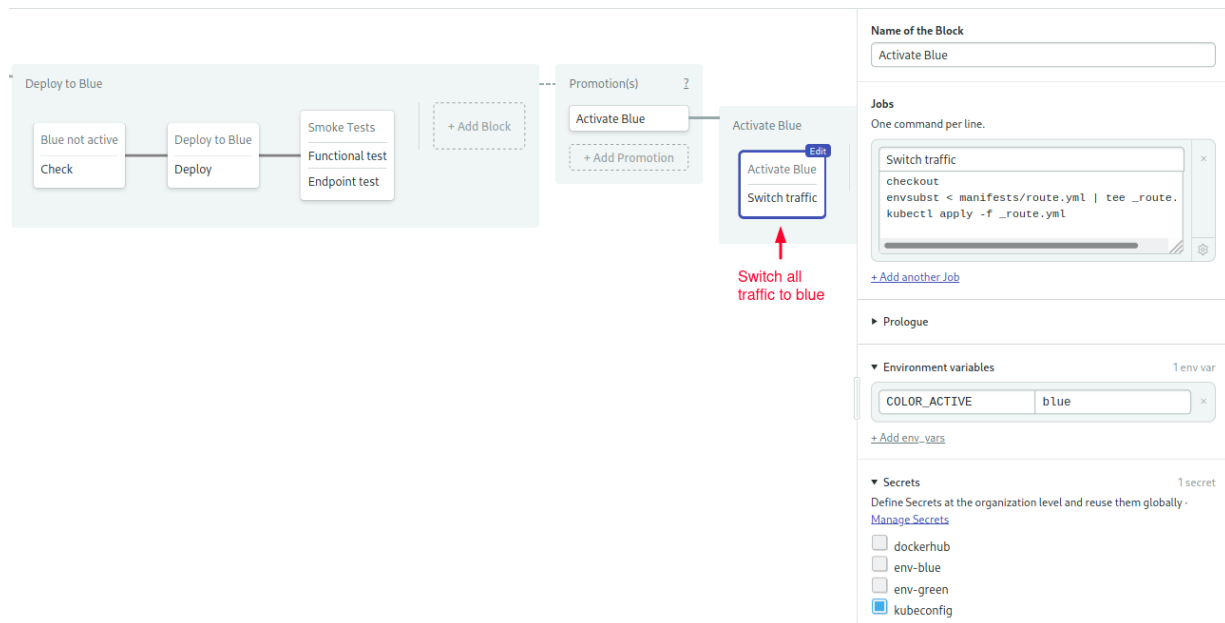 Deploy to Blue
Blue not active
Check
Deploy to Blue
Deploy
Smoke Tests
Functional test
Endpoint test
+ Add Block
Promotion(s) ?
Activate Blue
+ Add Promotion
Activate Blue
Edit
Activate Blue
Switch traffic
Switch all
traffic to blue
Name of the Block
Activate Blue
Jobs
One command per line.
Switch traffic
checkout
envsubst < manifests/route.yml | tee _route.
kubectl apply -f _route.yml
+ Add another Job
Prologue
Environment variables 1 env var
COLOR_ACTIVE blue
+ Add env_vars
Secrets 1 secret
Define Secrets at the organization level and reuse them globally ·
Manage Secrets
dockerhub
env-blue
env-green
kubeconfig